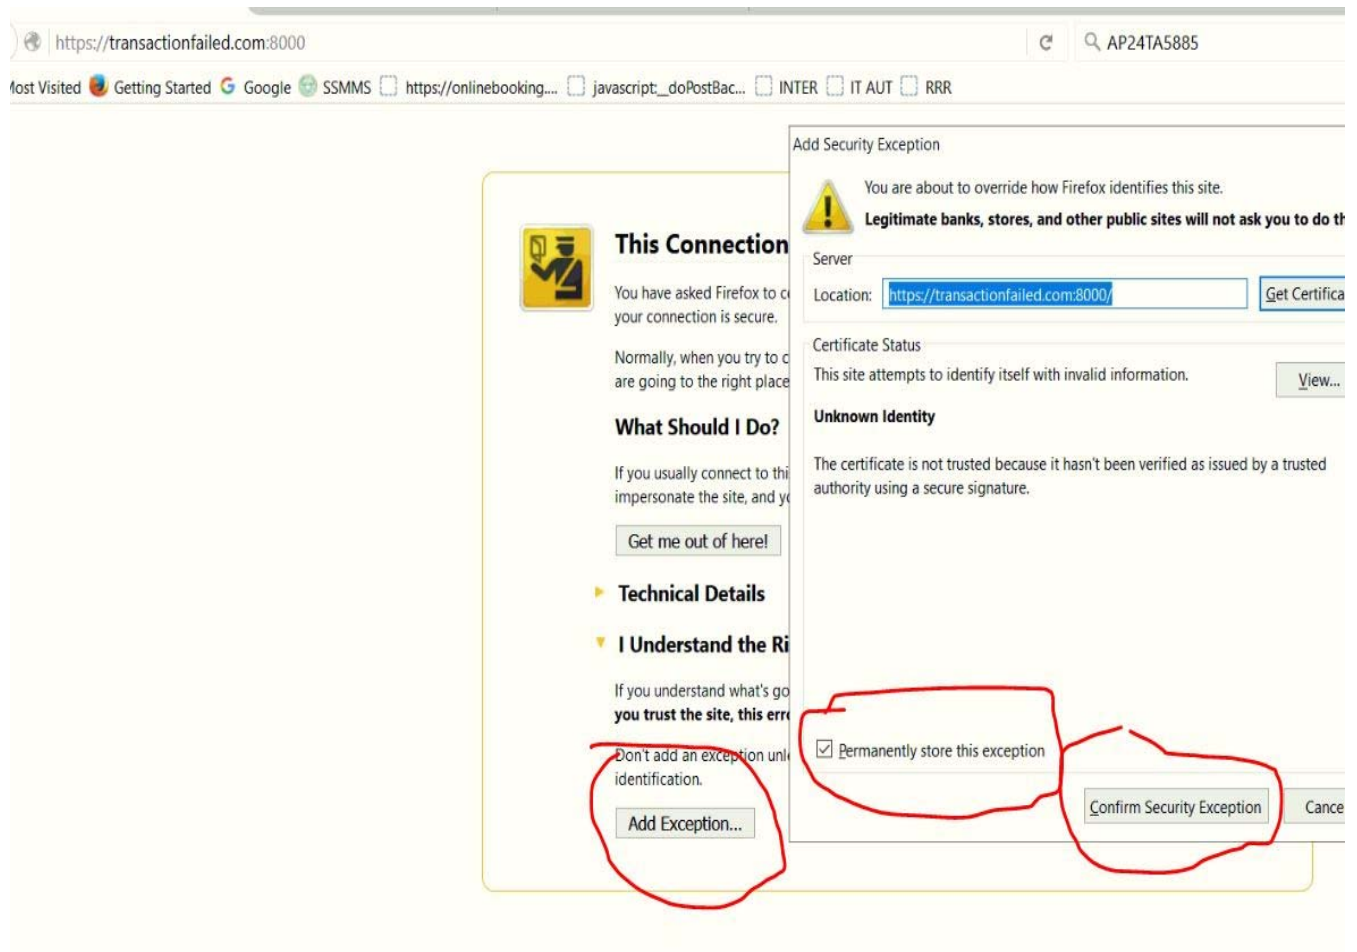 https://transactionfailed.com:8000
AP24TA5885
Most Visited Getting Started Google SSMMS https://onlinebooking.... javascript:__doPostBac... INTER IT AUT RRR
This Connection
You have asked Firefox to c
your connection is secure.
Normally, when you try to c
are going to the right place
What Should I Do?
If you usually connect to thi
impersonate the site, and yo
Get me out of here!
Technical Details
I Understand the Ri
If you understand what's go
you trust the site, this erro
Don't add an exception unle
identification.
Add Exception...
Add Security Exception
You are about to override how Firefox identifies this site.
Legitimate banks, stores, and other public sites will not ask you to do th
Server
Location: https://transactionfailed.com:8000/ Get Certifica
Certificate Status
This site attempts to identify itself with invalid information.
View...
Unknown Identity
The certificate is not trusted because it hasn't been verified as issued by a trusted
authority using a secure signature.
Permanently store this exception
Confirm Security Exception Cance